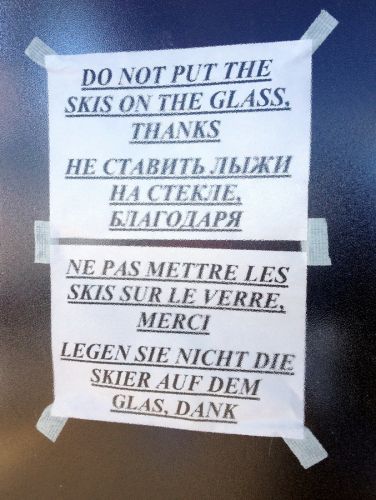 DO NOT PUT THE
SKIS ON THE GLASS,
THANKS
НЕ СТАВИТЬ ЛЫЖИ
НА СТЕКЛЕ,
БЛАГОДАРЯ
NE PAS METTRE LES
SKIS SUR LE VERRE,
MERCI
LEGEN SIE NICHT DIE
SKIER AUF DEM
GLAS, DANK